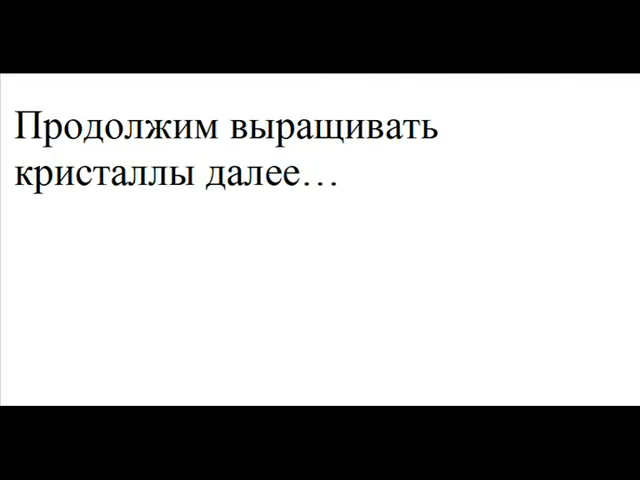 Продолжим выращивать
кристаллы далее…